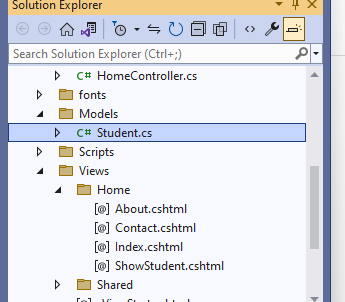 Solution Explorer
Search Solution Explorer (Ctrl+;)
C# HomeController.cs
fonts
Models
C# Student.cs
Scripts
Views
Home
[@] About.cshtml
[@] Contact.cshtml
[@] Index.cshtml
[@] ShowStudent.cshtml
Shared